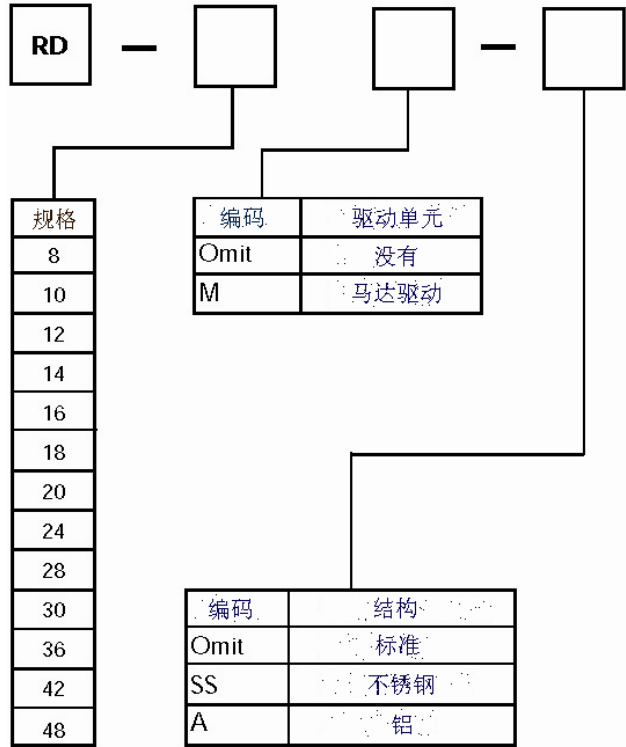 RD — —
规格
8
10
12
14
16
18
20
24
28
30
36
42
48
编码 驱动单元
Omit 没有
M 马达驱动
编码 结构
Omit 标准
SS 不锈钢
A 铝